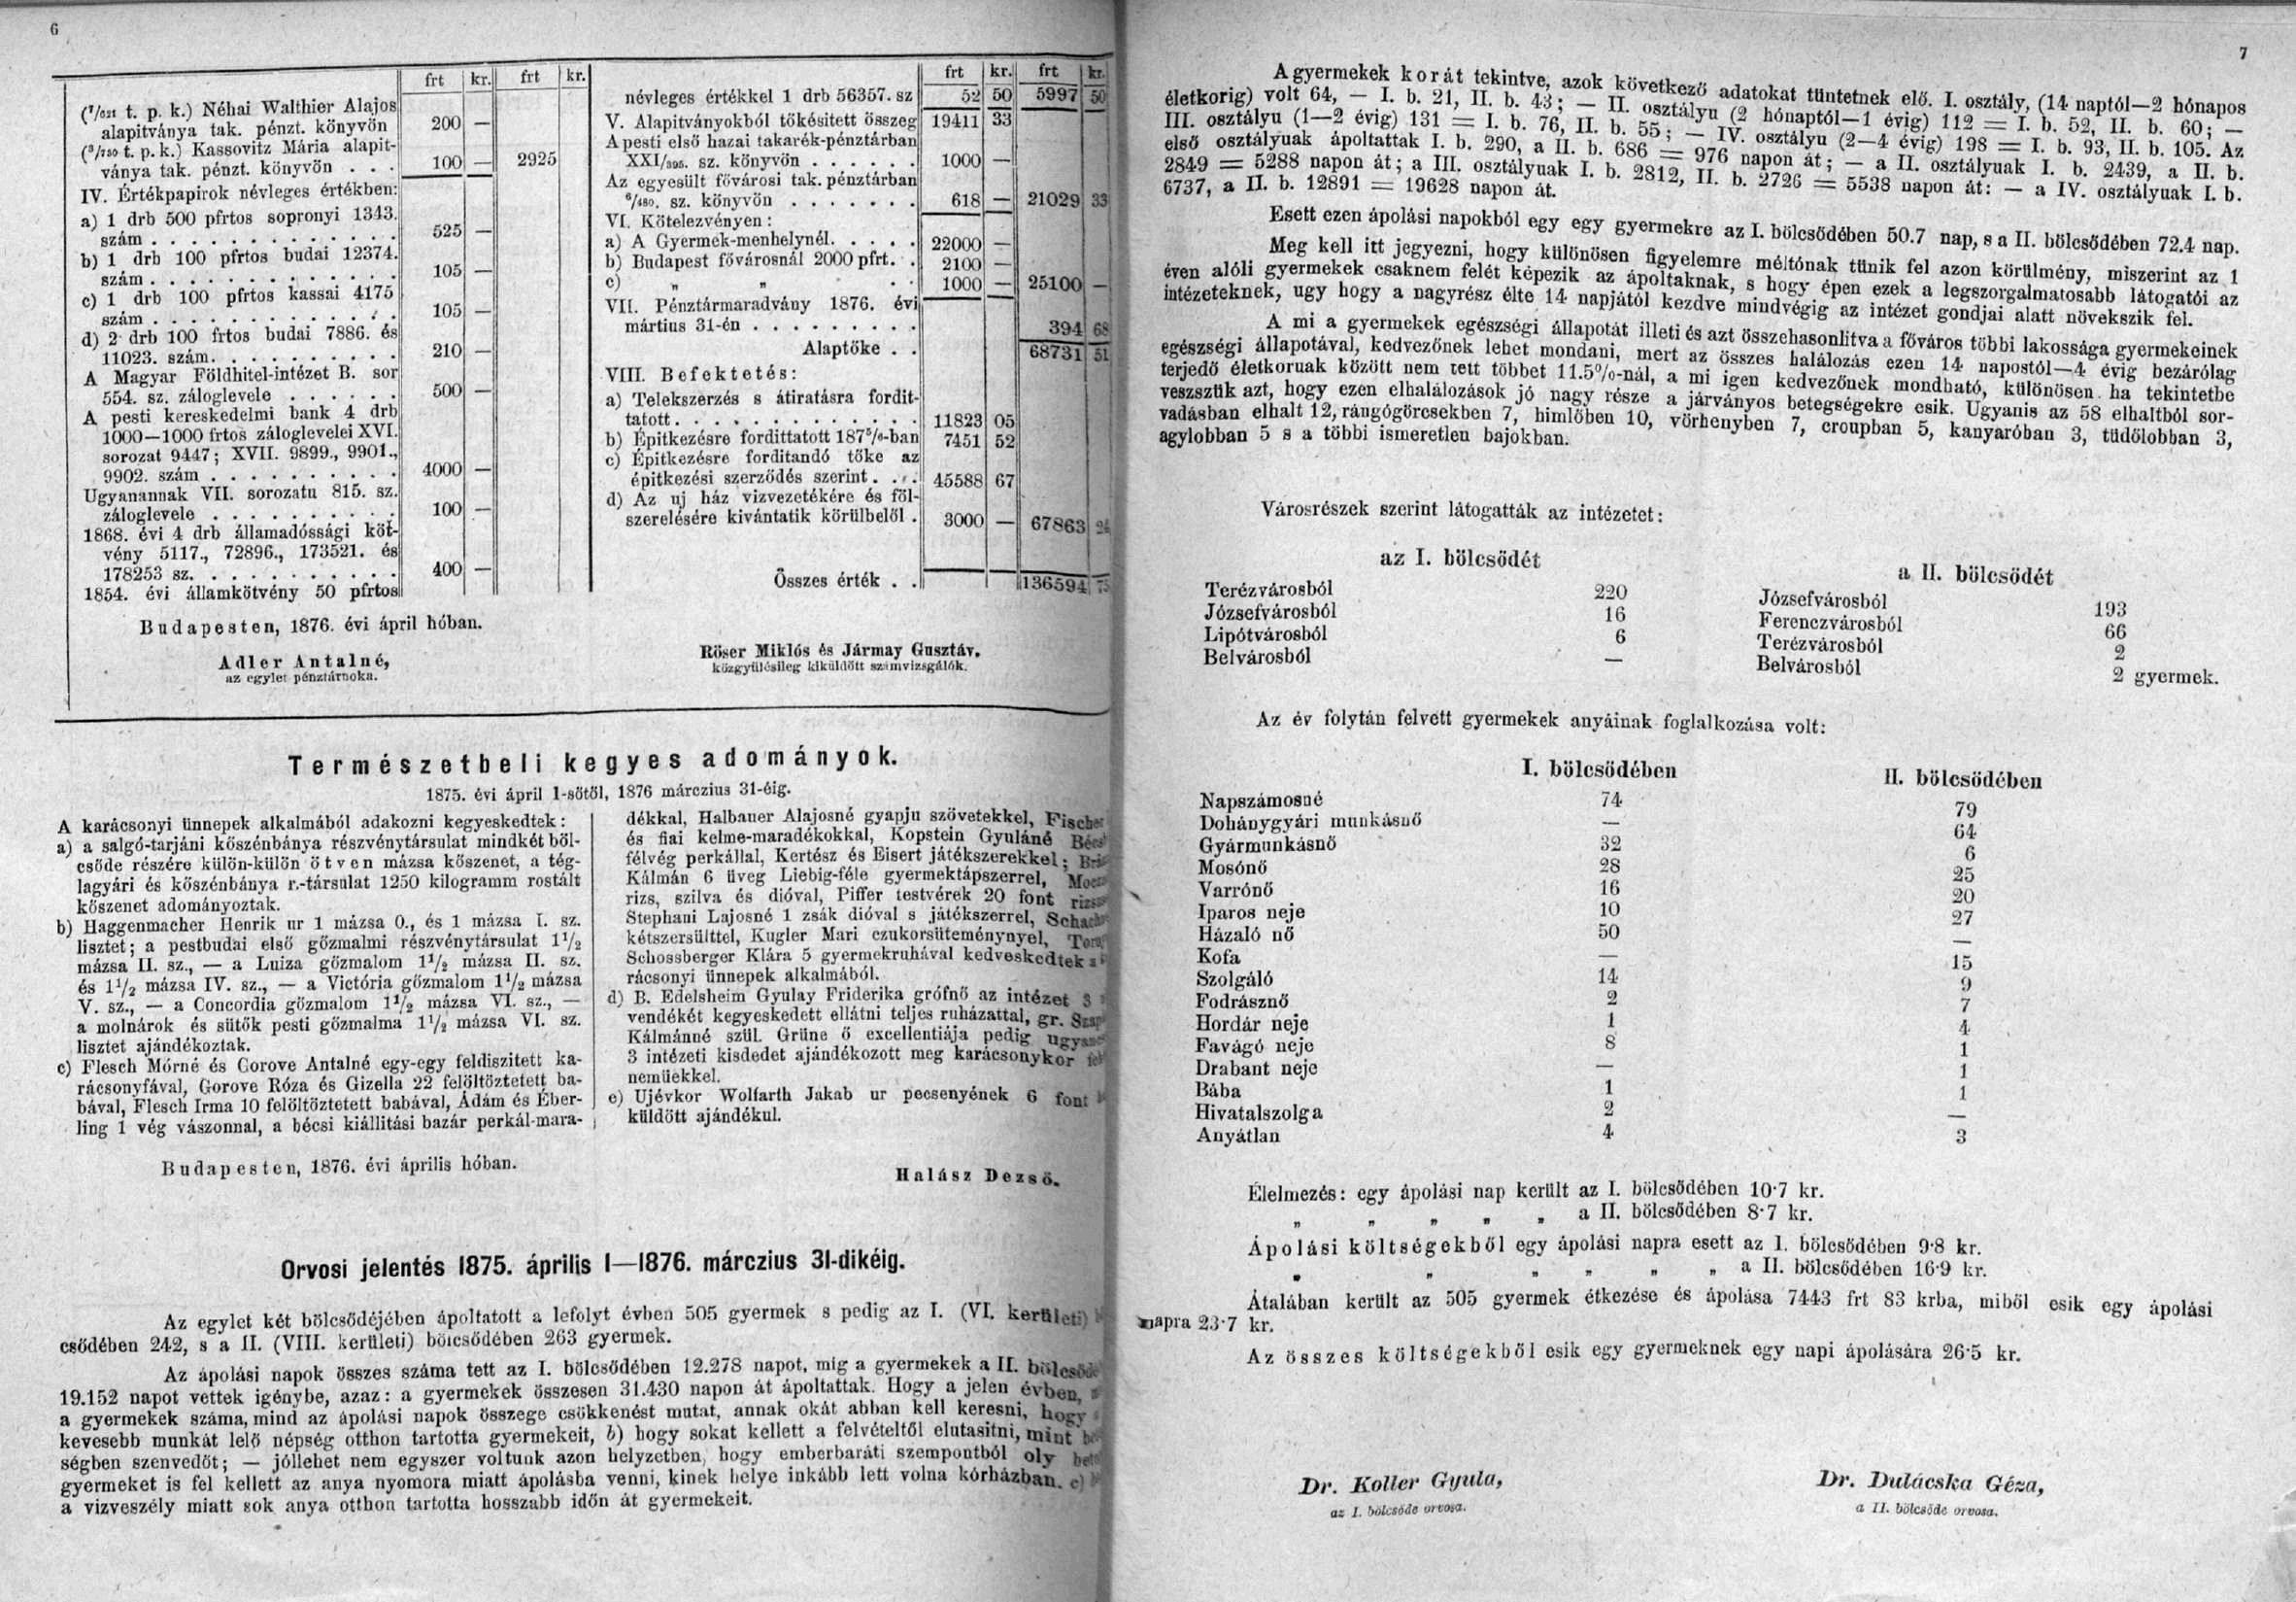 6
frt kr. frt kr.
(⁷/₆₂₁ t. p. k.) Néhai Walthier Alajos
alapitványa tak. pénzt. könyvön 200 —
t. p. k.) Kassovitz Mária alapit-
ványa tak. pénzt. könyvön . . . 100 — 2925
IV. Értékpapirok névleges értékben:
a) 1 drb 500 pfrtos sopronyi 1343.
szám . . . . . . . . . . . . 525 —
b) 1 drb 100 pfrtos budai 12374.
szám . . . . . . . . . . . . 105 —
c) 1 drb 100 pfrtos kassai 4175
szám . . . . . . . . . . . . 105 —
d) 2 drb 100 frtos budai 7886. és
11023. szám. . . . . . . . . . 210 —
A Magyar Földhitel-intézet B. sor
554. sz. záloglevele . . . . . . 500 —
A pesti kereskedelmi bank 4 drb
1000—1000 frtos záloglevelei XVI.
sorozat 9447; XVII. 9899., 9901.,
9902. szám . . . . . . . . . . 4000 —
Ugyanannak VII. sorozatu 815. sz.
záloglevele . . . . . . . . . . 100 —
1868. évi 4 drb államadóssági köt-
vény 5117., 72896., 173521. és
178253 sz. . . . . . . . . . . 400 —
1854. évi államkötvény 50 pfrtos
frt kr. frt kr.
névleges értékkel 1 drb 56357. sz 52 50 5997 50
V. Alapitványokból tőkésitett összeg 19411 33
A pesti első hazai takarék-pénztárban
XXI/ sz. könyvön . . . . . . 1000 —
Az egyesült fővárosi tak. pénztárban
⁶/₄₈₀. sz. könyvön . . . . . . . 618 — 21029 33
VI. Kötelezvényen :
a) A Gyermek-menhelynél. . . . . 22000 —
b) Budapest fővárosnál 2000 pfrt. . 2100 —
c) „ „ . . 1000 — 25100 —
VII. Pénztármaradvány 1876. évi
március 31-én . . . . . . . . . 394 68
Alaptőke . . 68731 51
VIII. Befektetés:
a) Telekszerzés s átiratásra fordit-
tatott. . . . . . . . . . . . 11823 05
b) Épitkezésre fordittatott 187⁵/₆-ban 7451 52
c) Épitkezésre forditandó tőke az
épitkezési szerződés szerint. . . . 45588 67
d) Az uj ház vizvezetékére és föl-
szerelésére kivántatik körülbelől . 3000 — 67863 24
Összes érték . . 136594 75
Budapesten, 1876. évi ápril hóban.
Adler Antalné,
az egylet pénztárnoka.
Röser Miklós és Jármay Gusztáv,
közgyülésileg kiküldött számvizsgálók.
Természetbeli kegyes adományok.
1875. évi ápril 1-sőtől, 1876 márczius 31-éig.
A karácsonyi ünnepek alkalmából adakozni kegyeskedtek :
a) a salgó-tarjáni kőszénbánya részvénytársulat mindkét böl-
csőde részére külön-külön ötven mázsa kőszenet, a tég-
lagyári és kőszénbánya r.-társulat 1250 kilogramm rostált
kőszenet adományoztak.
b) Haggenmacher Henrik ur 1 mázsa 0., és 1 mázsa I. sz.
lisztet; a pestbudai első gőzmalmi részvénytársulat 1¹/₂
mázsa II. sz., — a Luiza gőzmalom 1¹/₂ mázsa II. sz.
és 1¹/₂ mázsa IV. sz., — a Victória gőzmalom 1¹/₂ mázsa
V. sz., — a Concordia gőzmalom 1¹/₂ mázsa VI. sz., —
a molnárok és sütők pesti gőzmalma 1¹/₂ mázsa VI. sz.
lisztet ajándékoztak.
c) Flesch Mórné és Gorove Antalné egy-egy feldiszitett ka-
rácsonyfával, Gorove Róza és Gizella 22 felöltöztetett ba-
bával, Flesch Irma 10 felöltöztetett babával, Ádám és Eber-
ling 1 vég vászonnal, a bécsi kiállitási bazár perkál-mara-
dékkal, Halbauer Alajosné gyapju szövetekkel, Fischer
és fiai kelme-maradékokkal, Kopstein Gyuláné Bécs
félvég perkállal, Kertész és Eisert játékszerekkel;
Kálmán 6 üveg Liebig-féle gyermektápszerrel,
rizs, szilva és dióval, Piffer testvérek 20 font
Stephani Lajosné 1 zsák dióval s játékszerrel,
kétszersülttel, Kugler Mari czukorsüteménynyel,
Schossberger Klára 5 gyermekruhával kedveskedtek a
rácsonyi ünnepek alkalmából.
d) B. Edelsheim Gyulay Friderika grófnő az intézet 3
vendékét kegyeskedett ellátni teljes ruházattal, gr.
Kálmánné szül. Grüne ő excellentiája pedig
3 intézeti kisdedet ajándékozott meg karácsonykor
nemüekkel.
e) Ujévkor Wolfarth Jakab ur pecsenyének 6 font
küldött ajándékul.
Budapesten, 1876. évi április hóban.
Halász Dezső.
Orvosi jelentés 1875. április 1—1876. márczius 31-dikéig.
Az egylet két bölcsődéjében ápoltatott a lefolyt évben 505 gyermek s pedig az I. (VI. kerületi)
csődében 242, s a II. (VIII. kerületi) bölcsődében 263 gyermek.
Az ápolási napok összes száma tett az I. bölcsődében 12.278 napot, mig a gyermekek a II. bölcsőde
19.152 napot vettek igénybe, azaz: a gyermekek összesen 31.430 napon át ápoltattak. Hogy a jelen évben,
a gyermekek száma, mind az ápolási napok összege csökkenést mutat, annak okát abban kell keresni, hogy
kevesebb munkát lelő népség otthon tartotta gyermekeit, b) hogy sokat kellett a felvételtől elutasitni, mint
ségben szenvedőt; — jóllehet nem egyszer voltunk azon helyzetben, hogy emberbaráti szempontból oly
gyermeket is fel kellett az anya nyomora miatt ápolásba venni, kinek helye inkább lett volna kórházban. c)
a vizveszély miatt sok anya otthon tartotta hosszabb időn át gyermekeit.
7
A gyermekek korát tekintve, azok következő adatokat tüntetnek elő. I. osztály, (14 naptól—2 hónapos
életkorig) volt 64, — I. b. 21, II. b. 43; — II. osztályu (2 hónaptól—1 évig) 112 = I. b. 52, II. b. 60; —
III. osztályu (1—2 évig) 131 = I. b. 76, II. b. 55; — IV. osztályu (2—4 évig) 198 = I. b. 93, II. b. 105. Az
első osztályuak ápoltattak I. b. 290, a II. b. 686 = 976 napon át; — a II. osztályuak I. b. 2439, a II. b.
2849 = 5288 napon át; a III. osztályuak I. b. 2812, II. b. 2726 = 5538 napon át: — a IV. osztályuak I. b.
6737, a II. b. 12891 = 19628 napon át.
Esett ezen ápolási napokból egy egy gyermekre az I. bölcsődében 50.7 nap, s a II. bölcsődében 72.4 nap.
Meg kell itt jegyezni, hogy különösen figyelemre méltónak tünik fel azon körülmény, miszerint az 1
éven alóli gyermekek csaknem felét képezik az ápoltaknak, s hogy épen ezek a legszorgalmatosabb látogatói az
intézeteknek, ugy hogy a nagyrész élte 14 napjától kezdve mindvégig az intézet gondjai alatt növekszik fel.
A mi a gyermekek egészségi állapotát illeti és azt összehasonlitva a főváros többi lakossága gyermekeinek
egészségi állapotával, kedvezőnek lehet mondani, mert az összes halálozás ezen 14 napostól—4 évig bezárólag
terjedő életkoruak között nem tett többet 11.5%-nál, a mi igen kedvezőnek mondható, különösen ha tekintetbe
veszszük azt, hogy ezen elhalálozások jó nagy része a járványos betegségekre esik. Ugyanis az 58 elhaltból sor-
vadásban elhalt 12, rángógörcsekben 7, himlőben 10, vörhenyben 7, croupban 5, kanyaróban 3, tüdőlobban 3,
agylobban 5 s a többi ismeretlen bajokban.
Városrészek szerint látogatták az intézetet:
az I. bölcsődét
Terézvárosból 220
Józsefvárosból 16
Lipótvárosból 6
Belvárosból —
a II. bölcsődét
Józsefvárosból 193
Ferenczvárosból 66
Terézvárosból 2
Belvárosból 2 gyermek.
Az év folytán felvett gyermekek anyáinak foglalkozása volt:
I. bölcsődében II. bölcsődében
Napszámosné 74 79
Dohánygyári munkásnő — 64
Gyármunkásnő 32 6
Mosónő 28 25
Varrónő 16 20
Iparos neje 10 27
Házaló nő 50 —
Kofa — 15
Szolgáló 14 9
Fodrásznő 2 7
Hordár neje 1 4
Favágó neje 8 1
Drabant neje — 1
Bába 1 1
Hivatalszolga 2 —
Anyátlan 4 3
Élelmezés: egy ápolási nap került az I. bölcsődében 10·7 kr.
„ „ „ „ „ a II. bölcsődében 8·7 kr.
Ápolási költségekből egy ápolási napra esett az I. bölcsődében 9·8 kr.
„ „ „ „ „ „ a II. bölcsődében 16·9 kr.
Átalában került az 505 gyermek étkezése és ápolása 7443 frt 83 krba, miből esik egy ápolási
napra 23·7 kr.
Az összes költségekből esik egy gyermeknek egy napi ápolására 26·5 kr.
Dr. Koller Gyula,
az I. bölcsőde orvosa.
Dr. Dulácska Géza,
a II. bölcsőde orvosa.